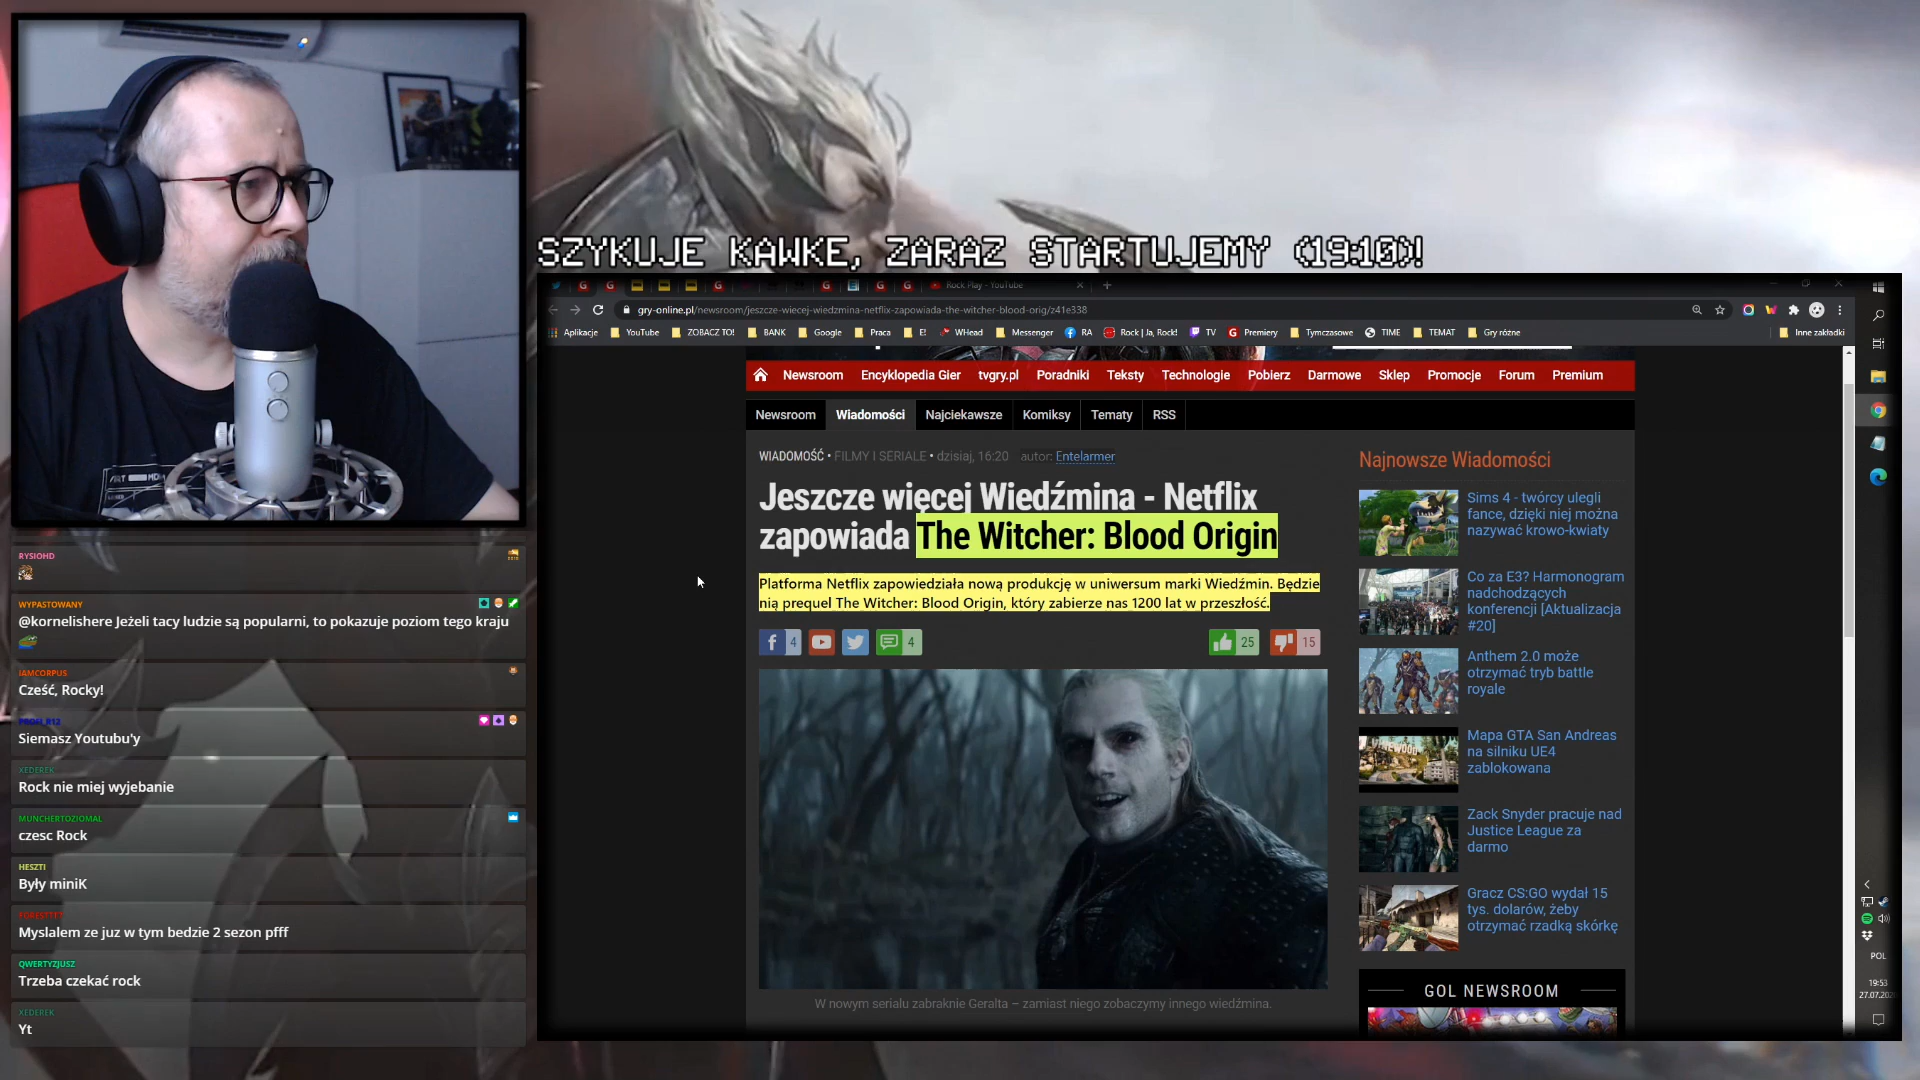 SZYKUJE KAWKE, ZARAZ STARTUJEMY (19:10)!
RYSIOHD
WYPASTOWANY
@kornelishere Jeżeli tacy ludzie są popularni, to pokazuje poziom tego kraju
IAMCORPUS
Cześć, Rocky!
Siemasz Youtubu'y
XEDEREK
Rock nie miej wyjebanie
MUNCHERTOZIOMAL
czesc Rock
HESZTI
Były miniK
FORESTTFT
Myslalem ze juz w tym bedzie 2 sezon pfff
QWERTYZJUSZ
Trzeba czekać rock
XEDEREK
Yt
Rock Play - YouTube
gry-online.pl/newsroom/jeszcze-wiecej-wiedzmina-netflix-zapowiada-the-witcher-blood-orig/z41e338
Aplikacje YouTube ZOBACZ TO! BANK Google Praca E! WHead Messenger RA Rock | Ja, Rock! TV Premiery Tymczasowe TIME TEMAT Gry różne Inne zakładki
Newsroom Encyklopedia Gier tvgry.pl Poradniki Teksty Technologie Pobierz Darmowe Sklep Promocje Forum Premium
Newsroom Wiadomości Najciekawsze Komiksy Tematy RSS
WIADOMOŚĆ • FILMY I SERIALE • dzisiaj, 16:20 autor: Entelarmer
Jeszcze więcej Wiedźmina - Netflix
zapowiada The Witcher: Blood Origin
Platforma Netflix zapowiedziała nową produkcję w uniwersum marki Wiedźmin. Będzie
nią prequel The Witcher: Blood Origin, który zabierze nas 1200 lat w przeszłość.
4 4 25 15
W nowym serialu zabraknie Geralta – zamiast niego zobaczymy innego wiedźmina.
Najnowsze Wiadomości
Sims 4 - twórcy ulegli
fance, dzięki niej można
nazywać krowo-kwiaty
Co za E3? Harmonogram
nadchodzących
konferencji [Aktualizacja
#20]
Anthem 2.0 może
otrzymać tryb battle
royale
Mapa GTA San Andreas
na silniku UE4
zablokowana
Zack Snyder pracuje nad
Justice League za
darmo
Gracz CS:GO wydał 15
tys. dolarów, żeby
otrzymać rzadką skórkę
GOL NEWSROOM
POL
19:53